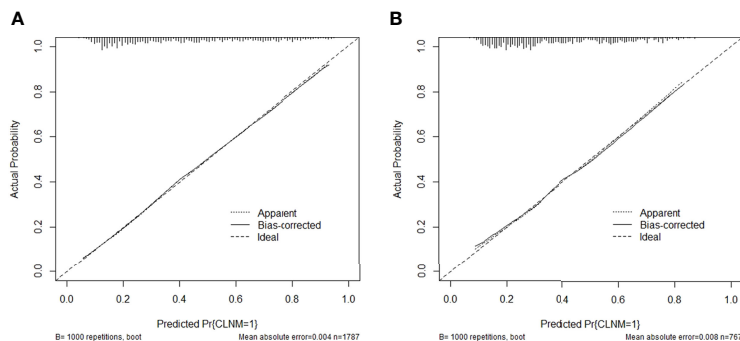 A
Actual Probability
1.0
0.8
0.6
0.4
0.2
0.0
Apparent
Bias-corrected
Ideal
0.0 0.2 0.4 0.6 0.8 1.0
Predicted Pr{CLNM=1}
B= 1000 repetitions, boot Mean absolute error=0.004 n=1787
B
Actual Probability
1.0
0.8
0.6
0.4
0.2
0.0
Apparent
Bias-corrected
Ideal
0.0 0.2 0.4 0.6 0.8 1.0
Predicted Pr{CLNM=1}
B= 1000 repetitions, boot Mean absolute error=0.008 n=767